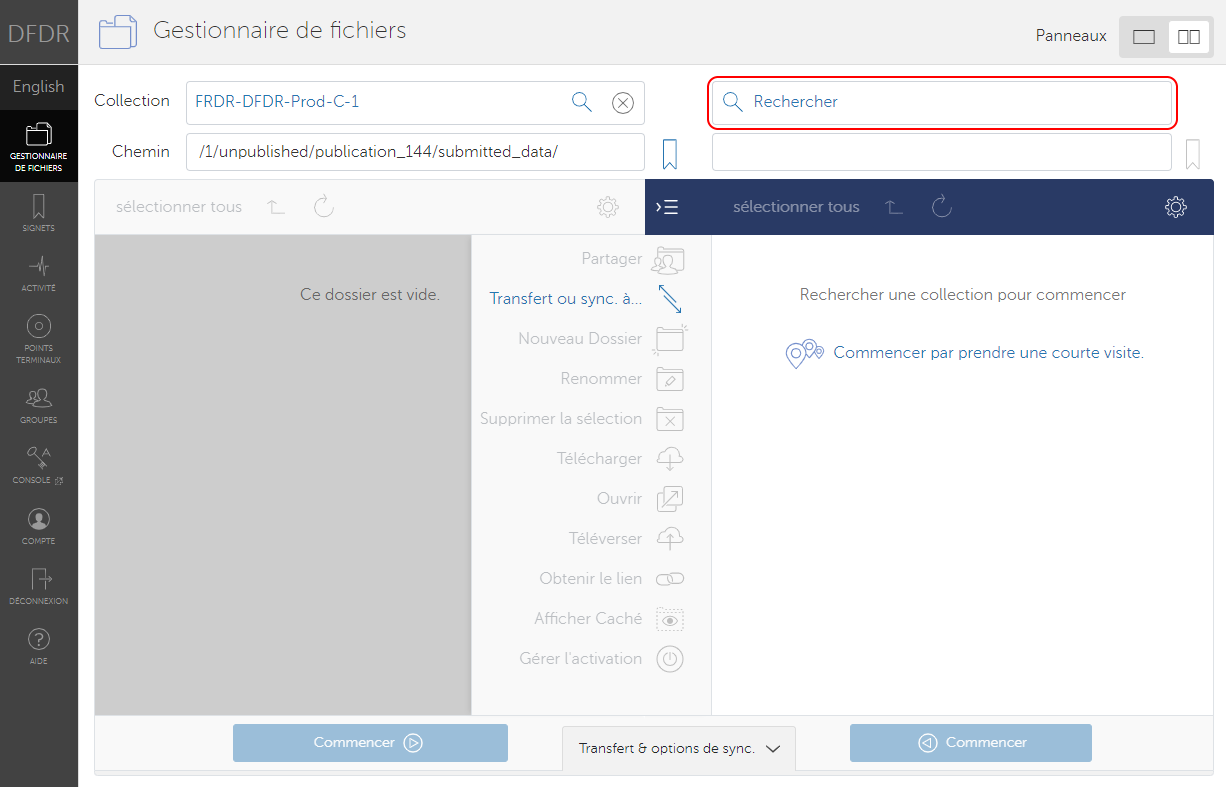 DFDR
Gestionnaire de fichiers
Panneaux
English
Collection
FRDR-DFDR-Prod-C-1
Rechercher
Chemin
/1/unpublished/publication_144/submitted_data/
GESTIONNAIRE
DE FICHIERS
SIGNETS
ACTIVITÉ
POINTS
TERMINAUX
GROUPES
CONSOLE
COMPTE
DÉCONNEXION
AIDE
sélectionner tous
sélectionner tous
Ce dossier est vide.
Partager
Transfert ou sync. à...
Nouveau Dossier
Renommer
Supprimer la sélection
Télécharger
Ouvrir
Téléverser
Obtenir le lien
Afficher Caché
Gérer l'activation
Rechercher une collection pour commencer
Commencer par prendre une courte visite.
Commencer
Transfert & options de sync.
Commencer